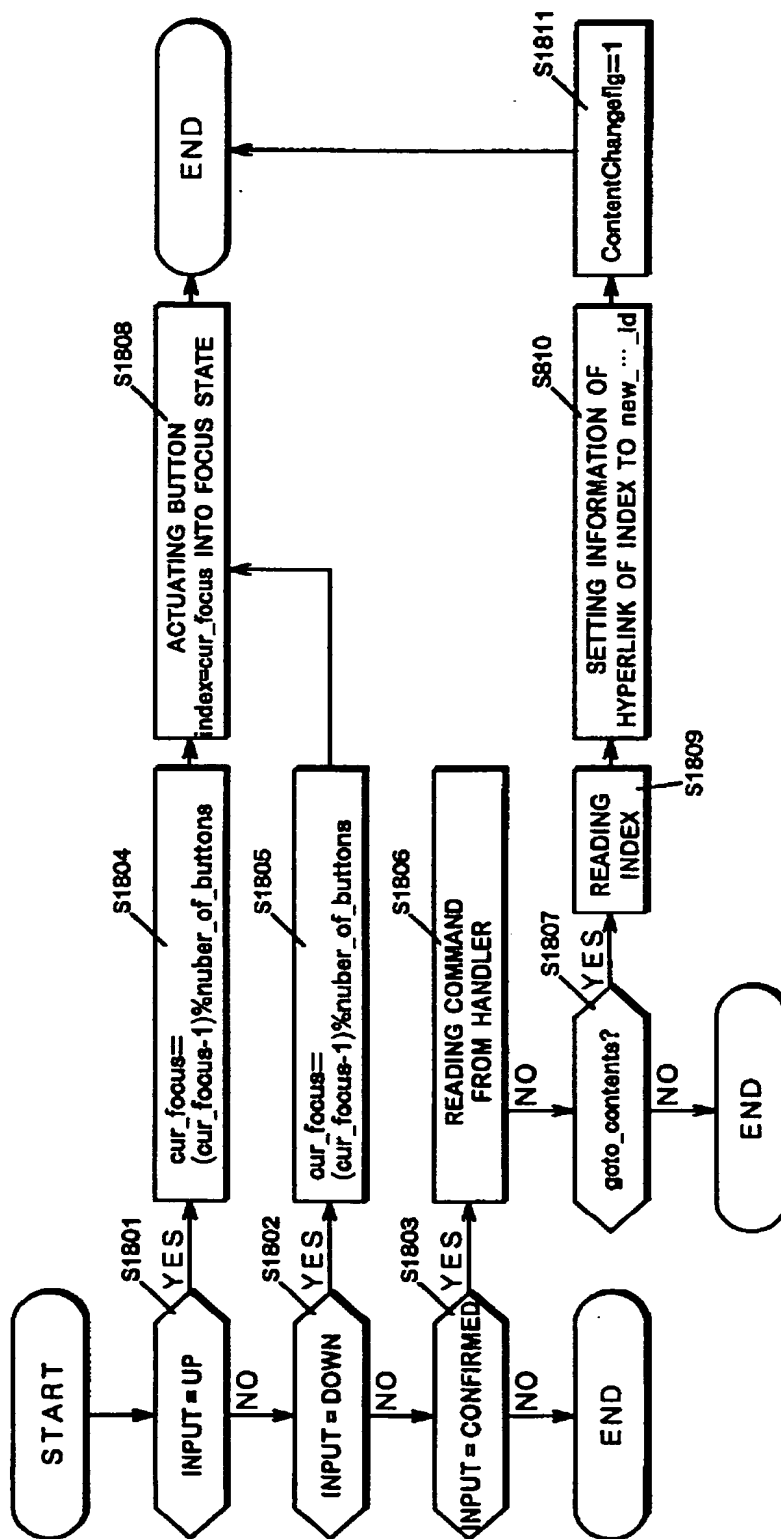 START
S1801
INPUT = UP
YES
NO
S1804
cur_focus=
(cur_focus-1)%nuber_of_buttons
S1808
ACTUATING BUTTON
index=cur_focus INTO FOCUS STATE
END
S1802
INPUT = DOWN
YES
NO
S1805
cur_focus=
(cur_focus-1)%nuber_of_buttons
S1803
INPUT = CONFIRMED
YES
NO
S1806
READING COMMAND
FROM HANDLER
NO
END
S1807
goto_contents?
YES
NO
END
READING
INDEX
S1809
S810
SETTING INFORMATION OF
HYPERLINK OF INDEX TO new_···_id
S1811
ContentChangeflg=1